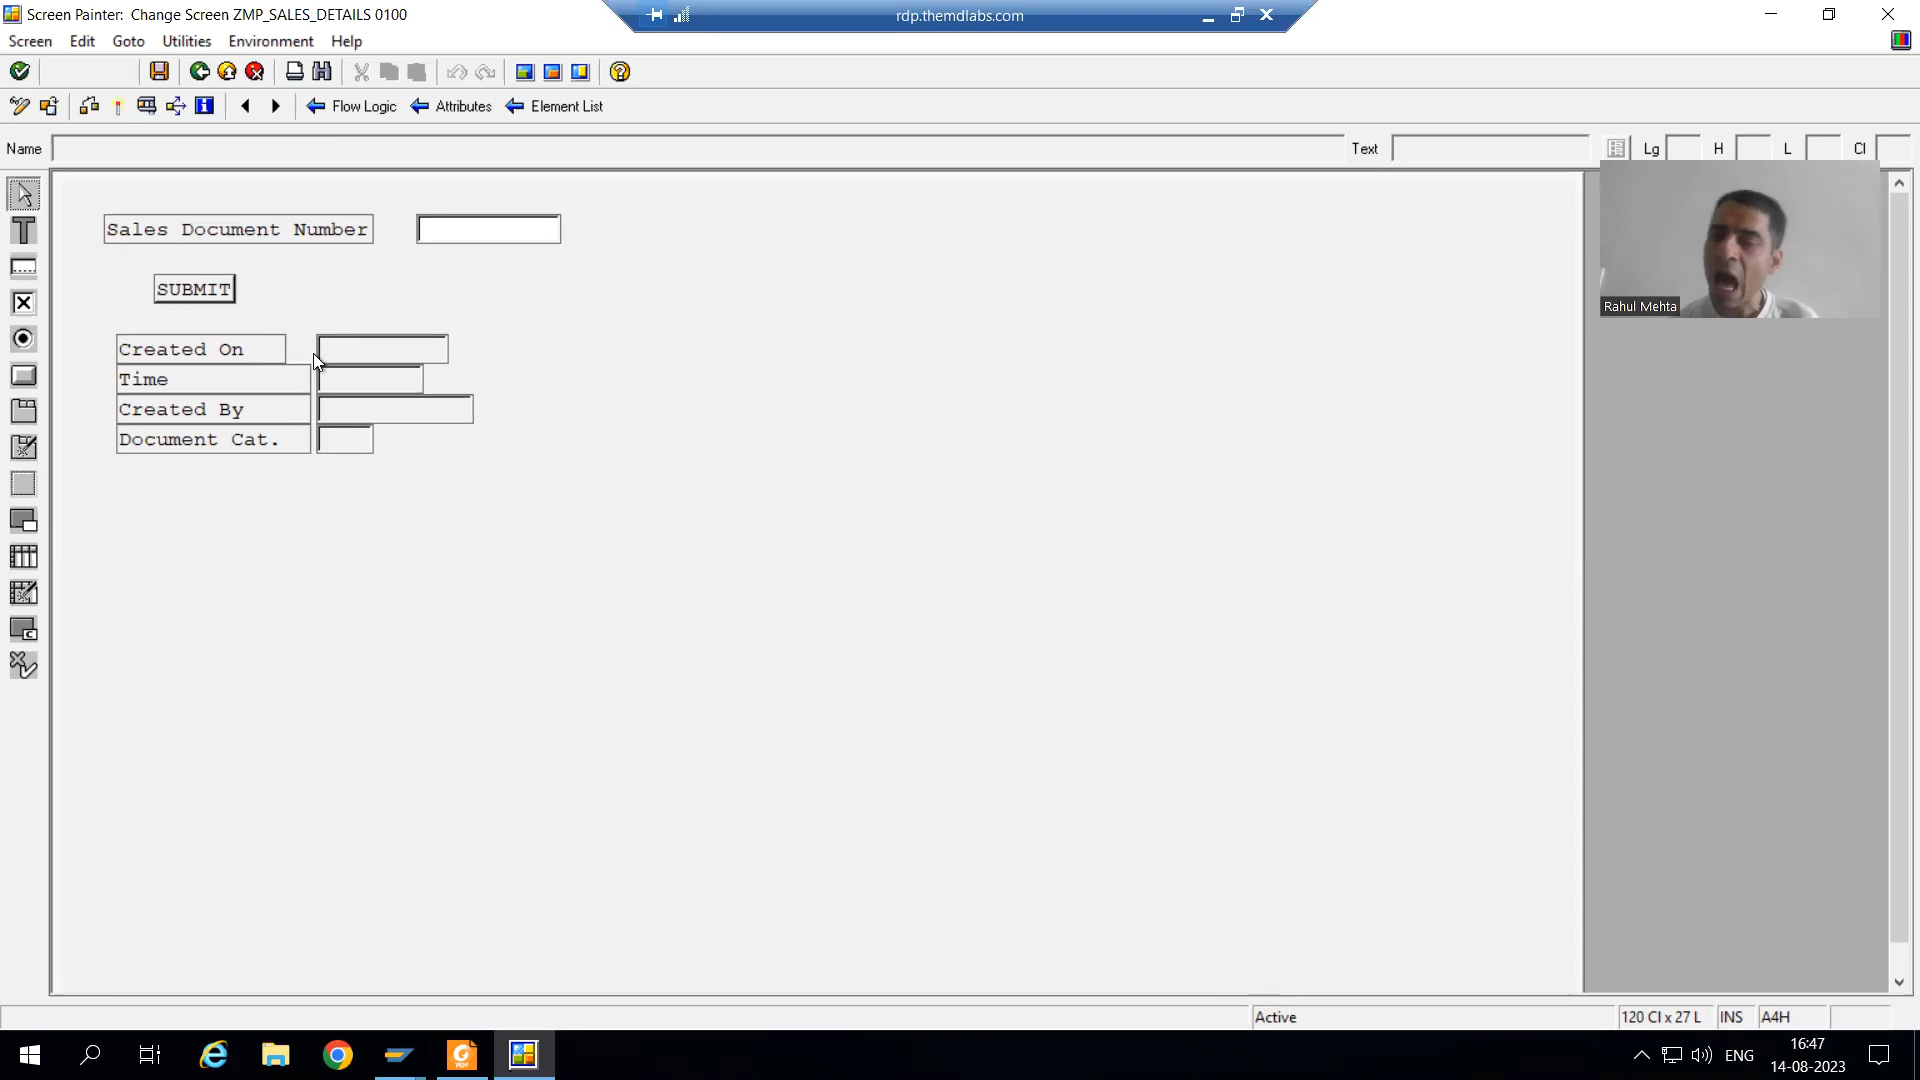 Screen Painter: Change Screen ZMP_SALES_DETAILS 0100
rdp.themdlabs.com
Screen Edit Goto Utilities Environment Help
Flow Logic Attributes Element List
Name Text Lg H L Cl
Sales Document Number
SUBMIT
Rahul Mehta
Created On
Time
Created By
Document Cat.
Active 120 Cl x 27 L INS A4H
ENG 16:47
14-08-2023